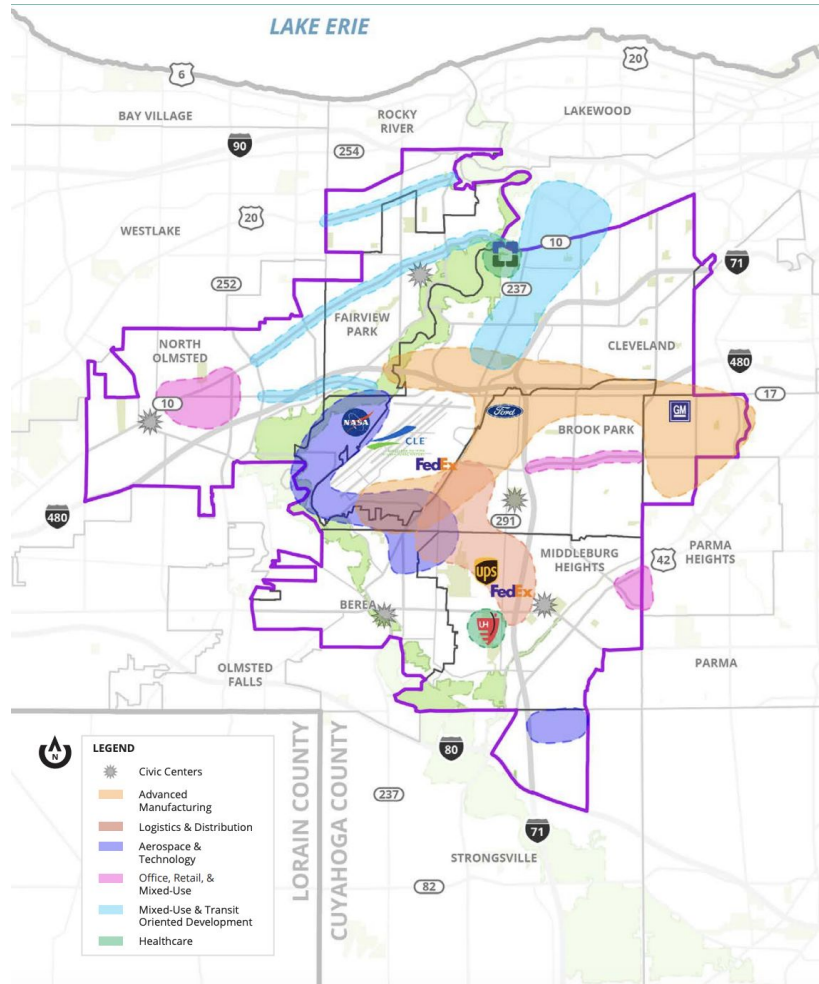 LAKE ERIE
6
20
BAY VILLAGE
ROCKY
RIVER
LAKEWOOD
90
254
20
WESTLAKE
10
71
252
237
FAIRVIEW
PARK
NORTH
OLMSTED
CLEVELAND
480
17
10
NASA
Ford
GM
CLE
BROOK PARK
FedEx
480
291
MIDDLEBURG
HEIGHTS
42
PARMA
HEIGHTS
ups
FedEx
BEREA
UH
OLMSTED
FALLS
PARMA
N
LEGEND
Civic Centers
Advanced
Manufacturing
Logistics & Distribution
Aerospace &
Technology
Office, Retail, &
Mixed-Use
Mixed-Use & Transit
Oriented Development
Healthcare
LORAIN COUNTY
CUYAHOGA COUNTY
80
237
71
STRONGSVILLE
82